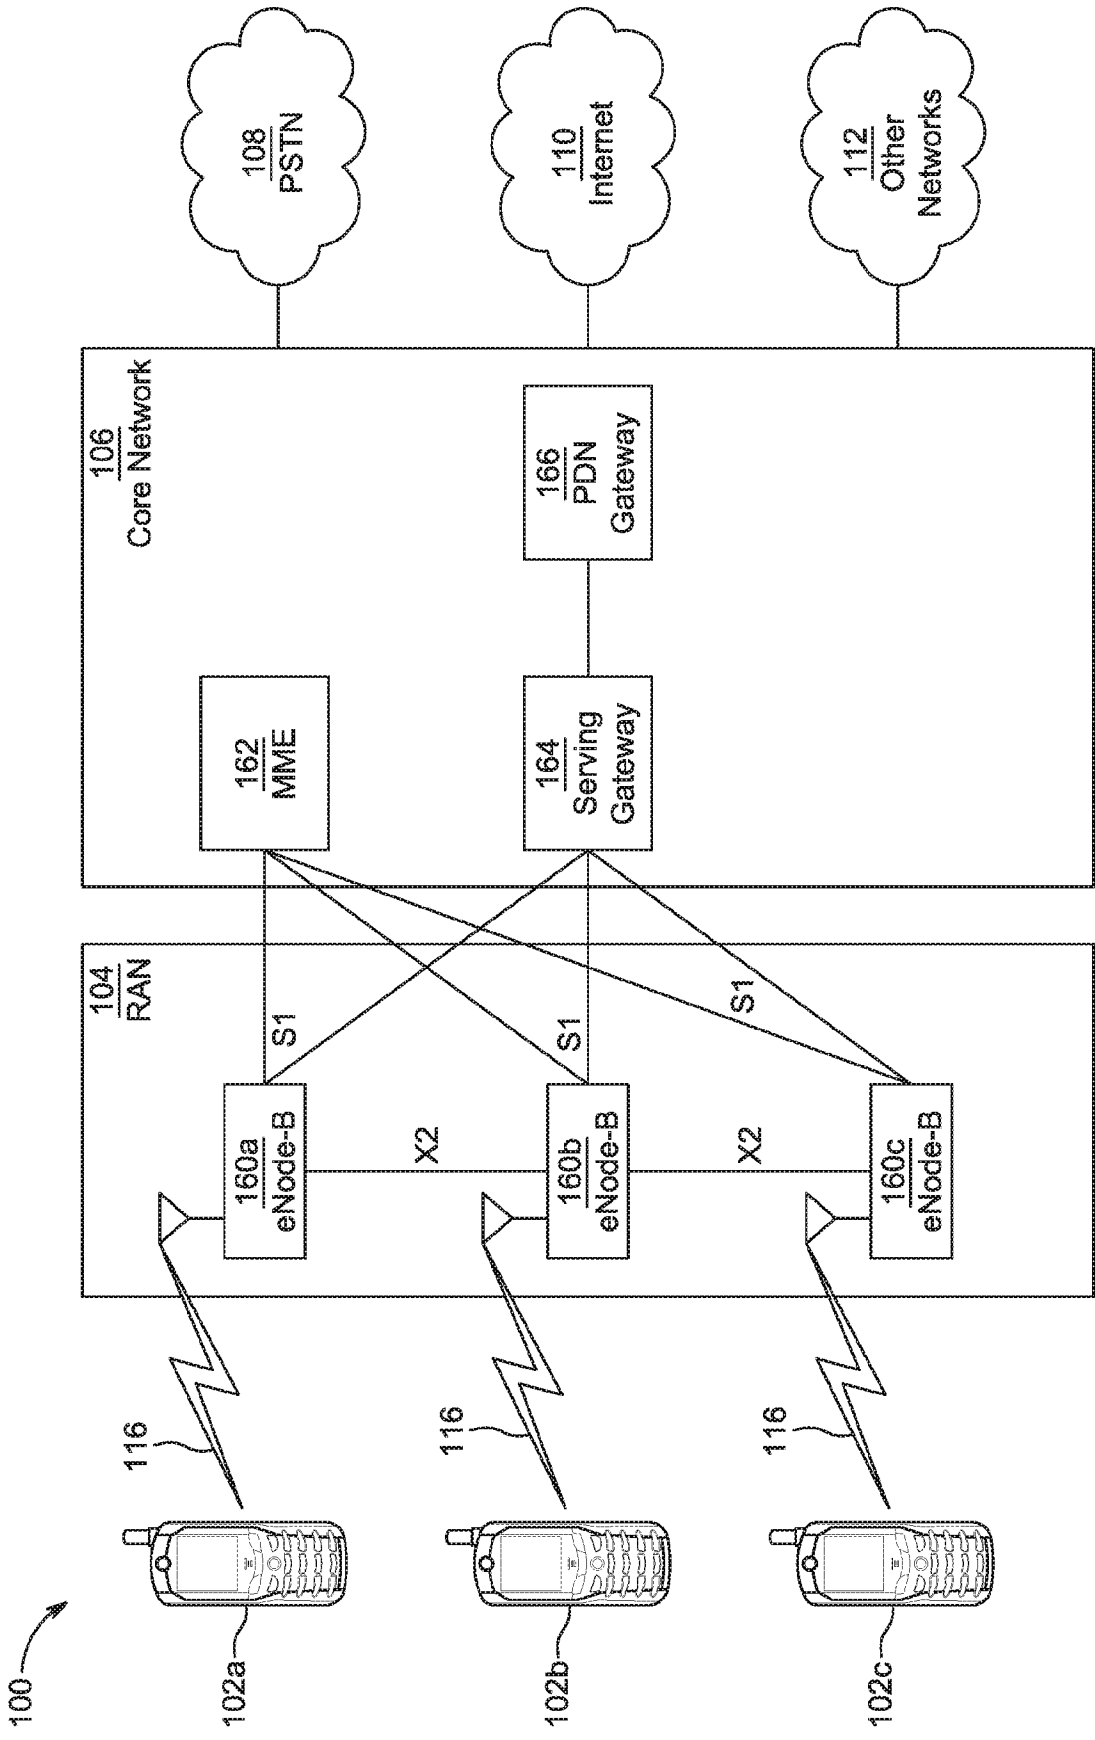 100
102a
116
104
RAN
160a
eNode-B
S1
X2
102b
116
160b
eNode-B
S1
X2
102c
116
160c
eNode-B
S1
106
Core Network
162
MME
164
Serving
Gateway
166
PDN
Gateway
108
PSTN
110
Internet
112
Other
Networks